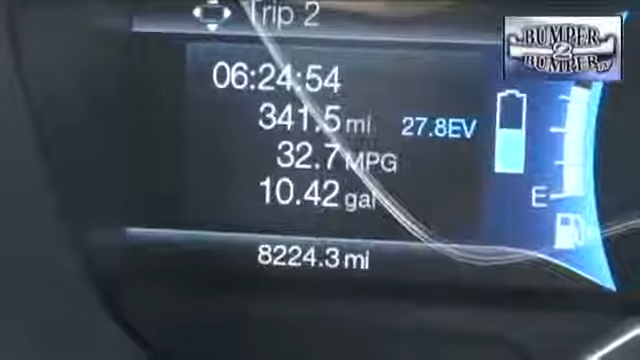 Trip 2
BUMPER
2
BUMPER
06:24:54
341.5 mi 27.8EV
32.7 MPG
10.42 gal
E
8224.3 mi